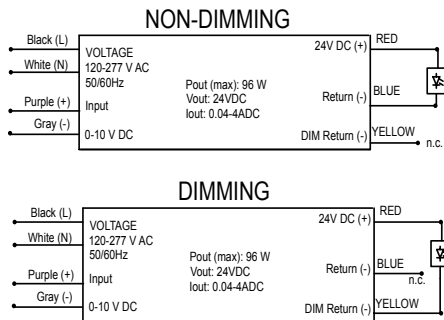 NON-DIMMING
Black (L)
White (N)
Purple (+)
Gray (-)
VOLTAGE
120-277 V AC
50/60Hz
Input
0-10 V DC
Pout (max): 96 W
Vout: 24VDC
Iout: 0.04-4ADC
24V DC (+)
RED
Return (-)
BLUE
DIM Return (-)
YELLOW
n.c.
DIMMING
Black (L)
White (N)
Purple (+)
Gray (-)
VOLTAGE
120-277 V AC
50/60Hz
Input
0-10 V DC
Pout (max): 96 W
Vout: 24VDC
Iout: 0.04-4ADC
24V DC (+)
RED
Return (-)
BLUE
n.c.
DIM Return (-)
YELLOW